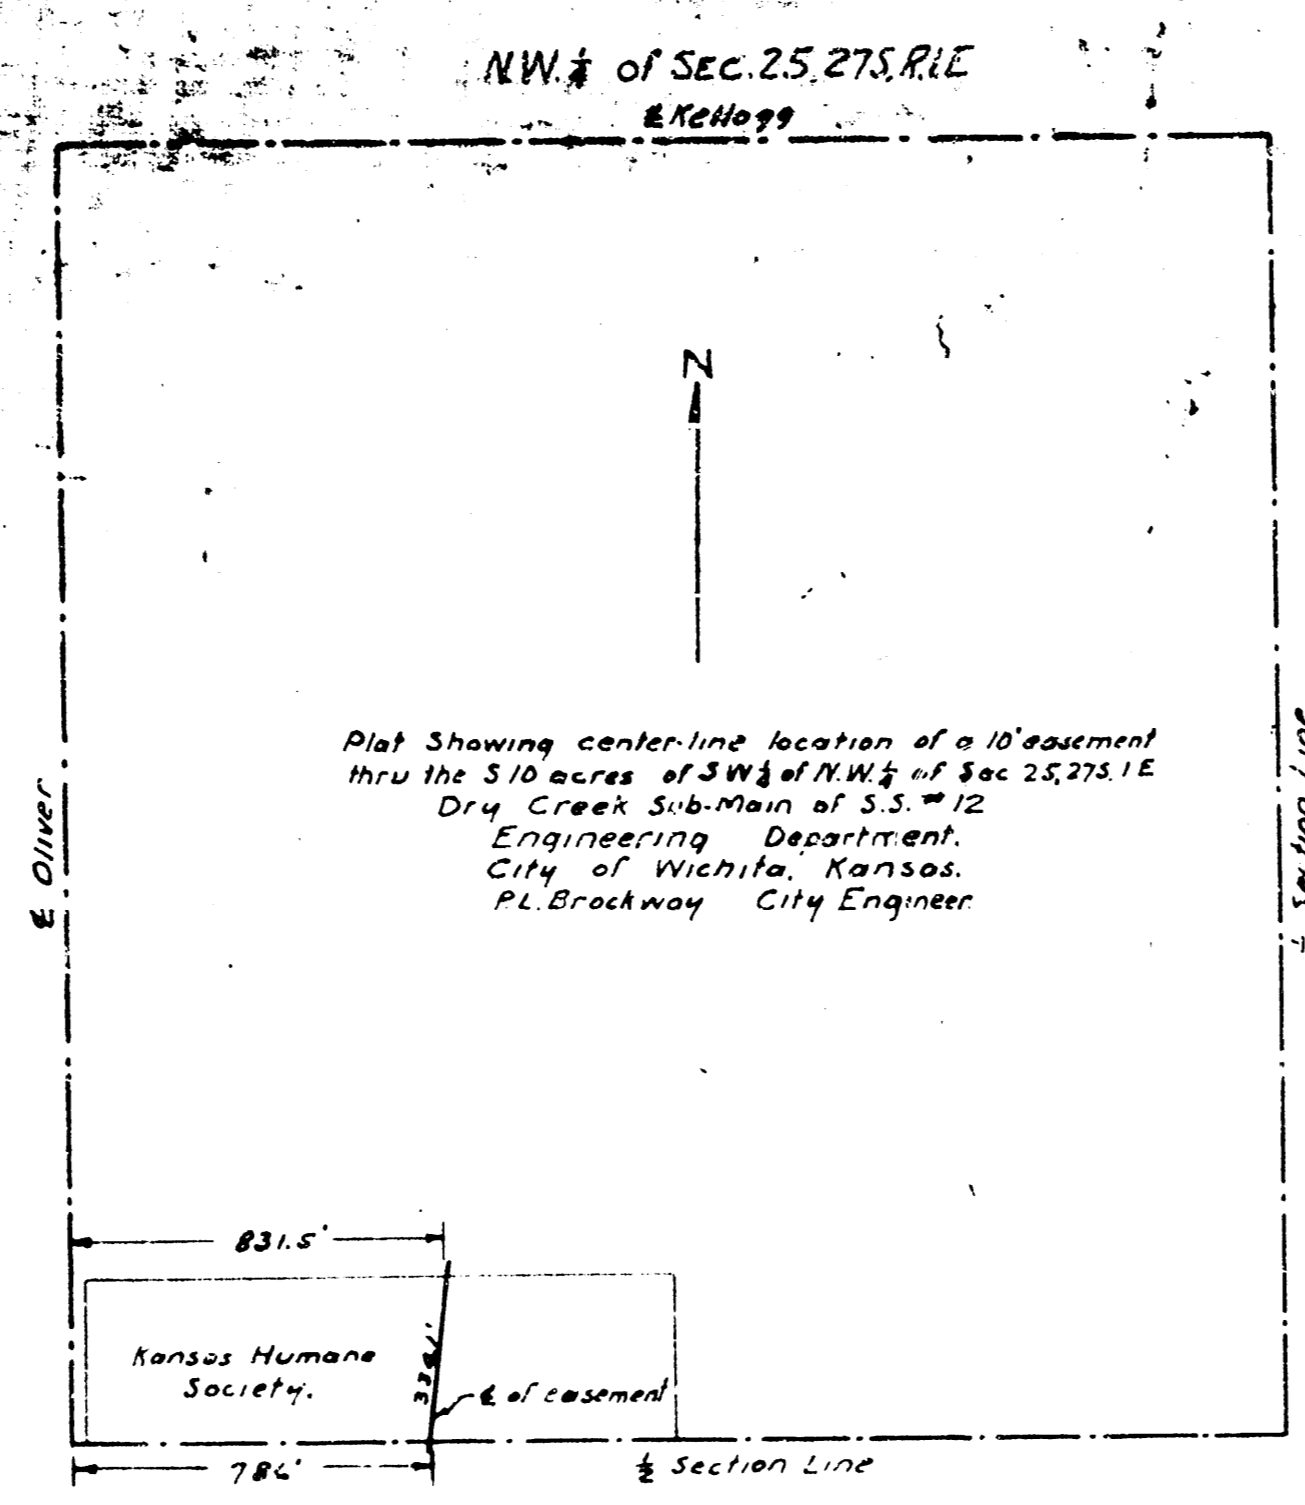 N.W. ¼ of SEC. 25, 27S, R.1.E
℄ Kellogg
N
Plat Showing center-line location of a 10' easement
thru the S 10 acres of SW¼ of N.W. ¼ of Sec 25, 27S. 1 E
Dry Creek Sub-Main of S.S. # 12
Engineering Department.
City of Wichita, Kansas.
P.L. Brockway City Engineer.
℄ Oliver
831.5'
Kansas Humane
Society.
℄ of easement
786'
½ Section Line